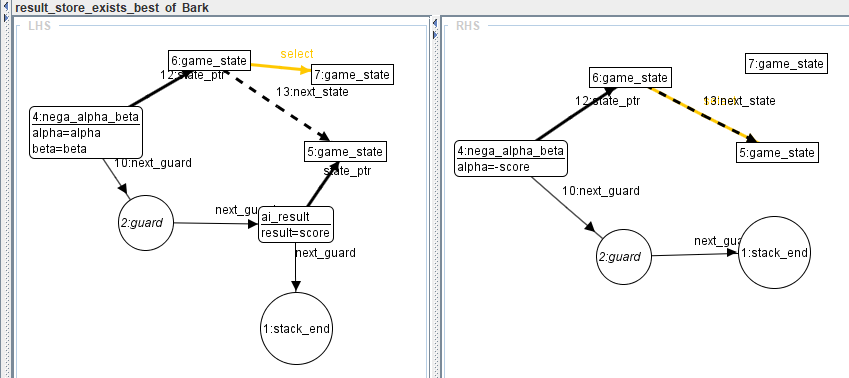 result_store_exists_best of Bark
LHS
6:game_state
select
7:game_state
12:state_ptr
13:next_state
4:nega_alpha_beta
alpha=alpha
beta=beta
5:game_state
state_ptr
10:next_guard
2:guard
next_gu
ai_result
result=score
next_guard
1:stack_end
RHS
7:game_state
6:game_state
12:state_ptr
13:next_state
4:nega_alpha_beta
alpha=-score
5:game_state
10:next_guard
2:guard
next_gua
1:stack_end